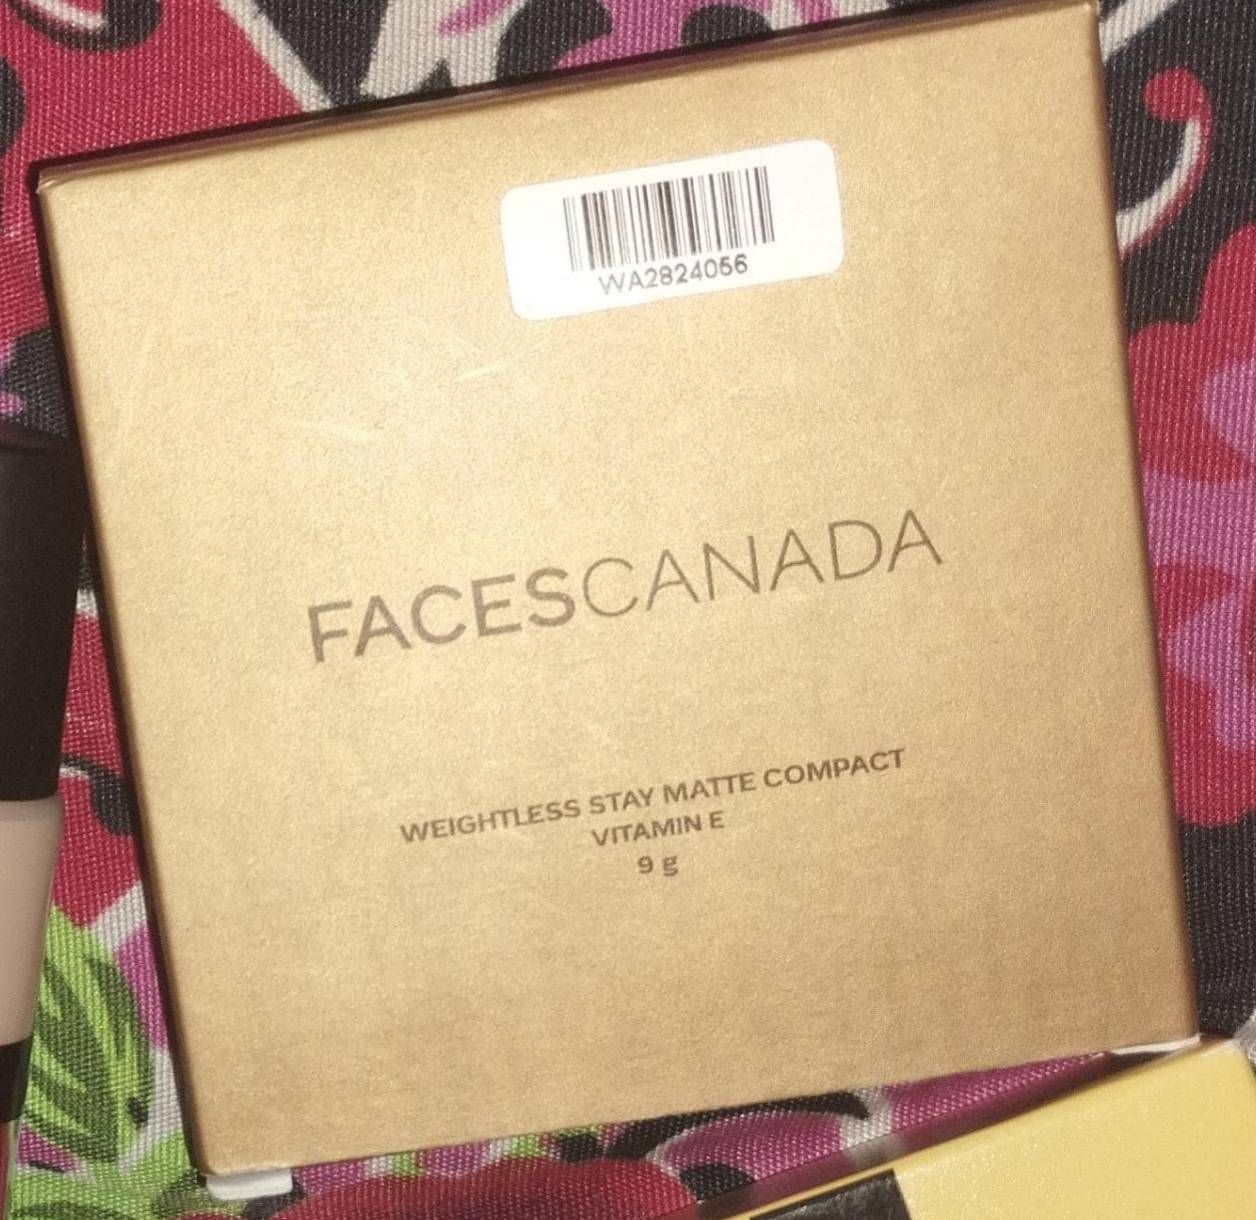 WA2824056
FACESCANADA
WEIGHTLESS STAY MATTE COMPACT
VITAMIN E
9 g